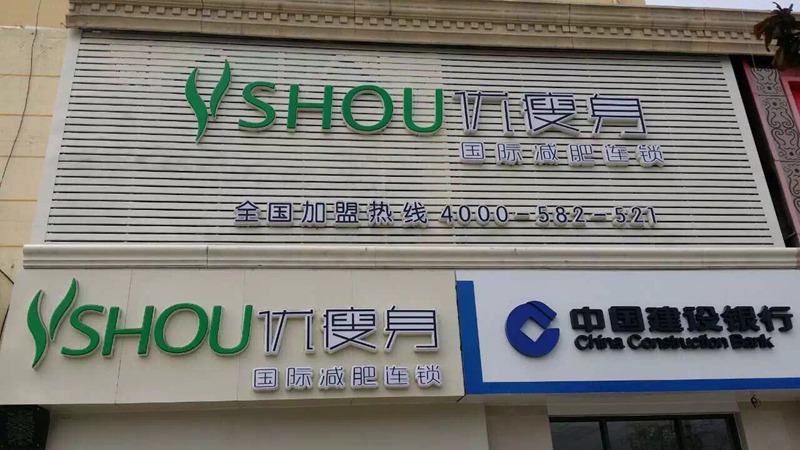 YSHOU优瘦身
国际减肥连锁
全国加盟热线 4000-582-521
YSHOU优瘦身
国际减肥连锁
中国建设银行
China Construction Bank